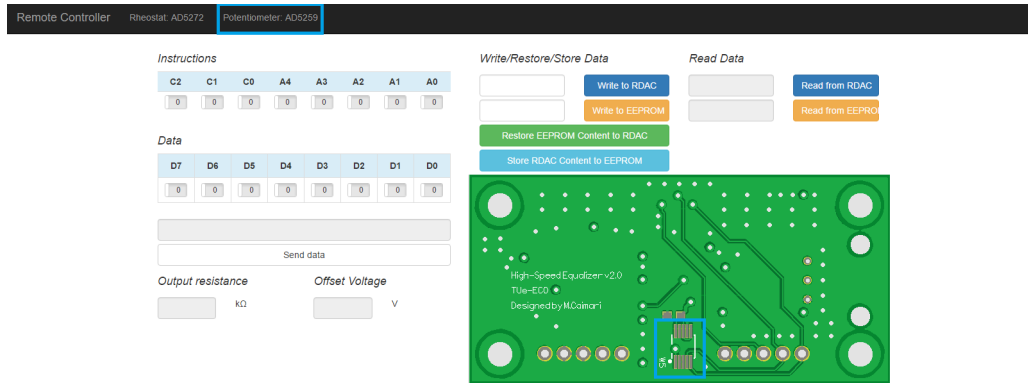 Remote Controller Rheostat: AD5272 Potentiometer: AD5259
Instructions
C2 C1 C0 A4 A3 A2 A1 A0
0 0 0 0 0 0 0 0
Data
D7 D6 D5 D4 D3 D2 D1 D0
0 0 0 0 0 0 0 0
Send data
Output resistance Offset Voltage
kΩ V
Write/Restore/Store Data Read Data
Write to RDAC Read from RDAC
Write to EEPROM Read from EEPRO
Restore EEPROM Content to RDAC
Store RDAC Content to EEPROM
High-Speed Equalizer v2.0
TUe-ECO
Designed by M.Caimari